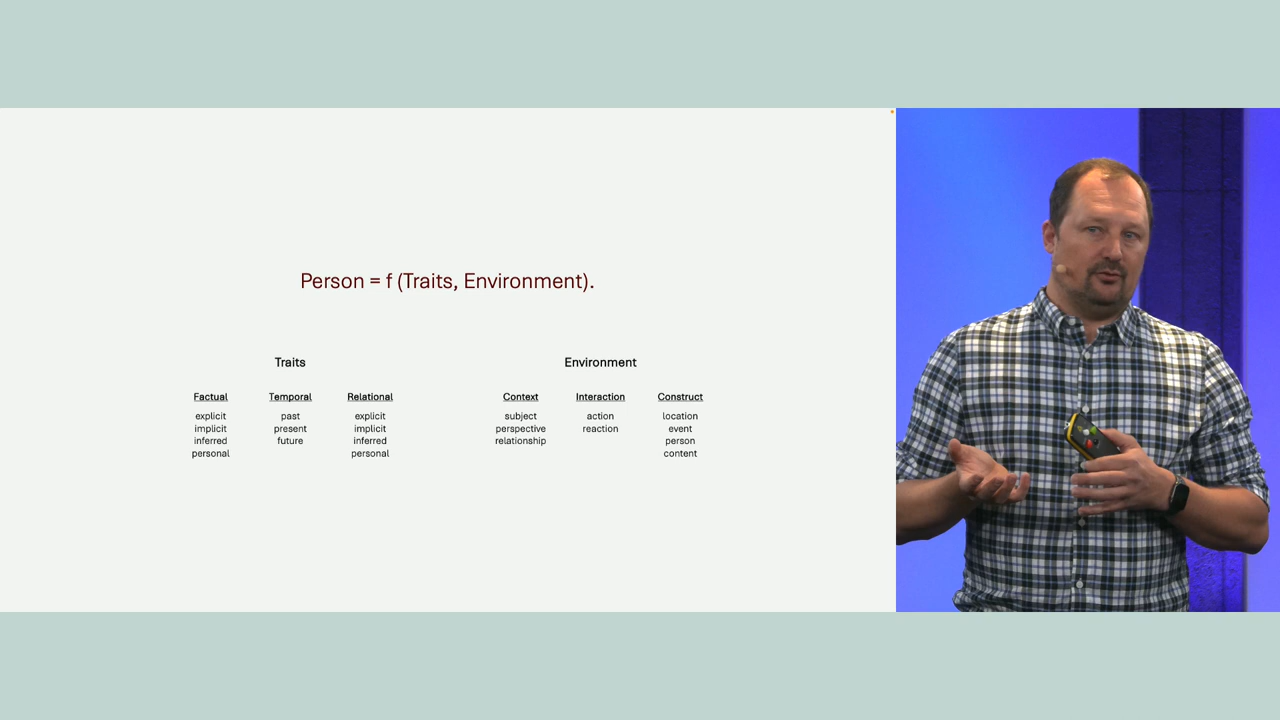 Person = f (Traits, Environment).
Traits
Factual
explicit
implicit
inferred
personal
Temporal
past
present
future
Relational
explicit
implicit
inferred
personal
Environment
Context
subject
perspective
relationship
Interaction
action
reaction
Construct
location
event
person
content